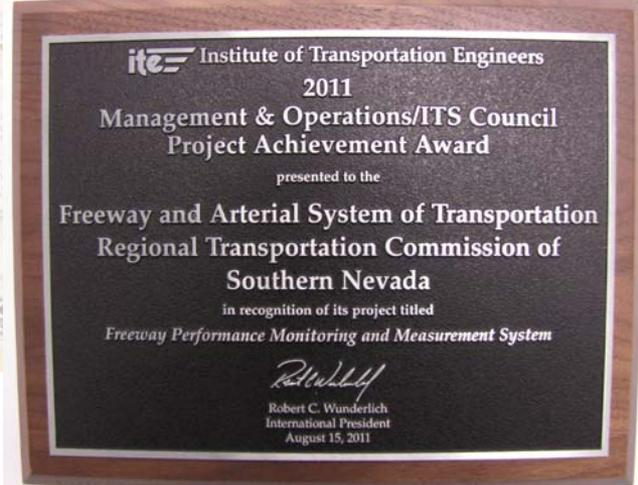 ite Institute of Transportation Engineers
2011
Management & Operations/ITS Council
Project Achievement Award
presented to the
Freeway and Arterial System of Transportation
Regional Transportation Commission of
Southern Nevada
in recognition of its project titled
Freeway Performance Monitoring and Measurement System
Robert C. Wunderlich
International President
August 15, 2011